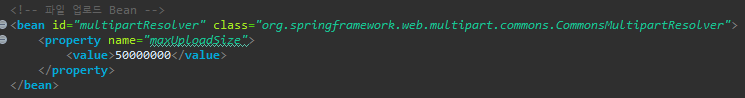 <!-- 파일 업로드 Bean -->
<bean id="multipartResolver" class="org.springframework.web.multipart.commons.CommonsMultipartResolver">
<property name="maxUploadSize">
<value>50000000</value>
</property>
</bean>